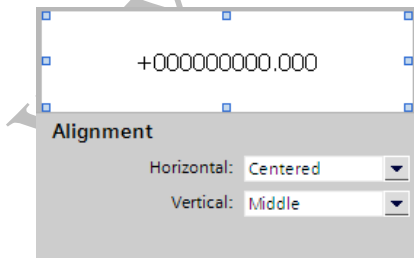 +000000000.000
Alignment
Horizontal: Centered
Vertical: Middle